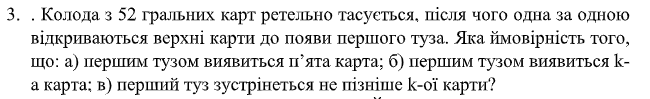 3. . Колода з 52 гральних карт ретельно тасується, після чого одна за одною
відкриваються верхні карти до появи першого туза. Яка ймовірність того,
що: а) першим тузом виявиться п’ята карта; б) першим тузом виявиться k-
а карта; в) перший туз зустрінеться не пізніше k-ої карти?